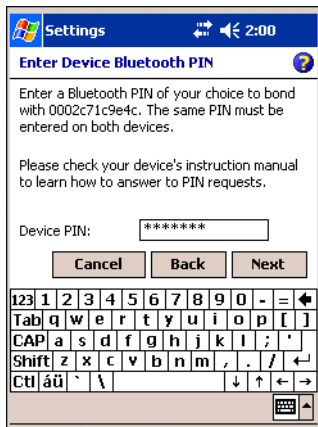 Settings 2:00
Enter Device Bluetooth PIN ?
Enter a Bluetooth PIN of your choice to bond
with 0002c71c9e4c. The same PIN must be
entered on both devices.
Please check your device's instruction manual
to learn how to answer to PIN requests.
Device PIN: *******
Cancel Back Next
123 1 2 3 4 5 6 7 8 9 0 - =
Tab q w e r t y u i o p [ ]
CAP a s d f g h j k l ; '
Shift z x c v b n m , . /
Ctl áü ` \ ↓ ↑ ← →